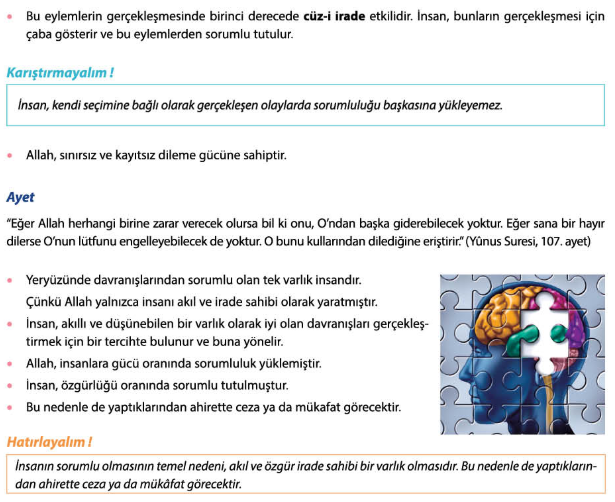 • Bu eylemlerin gerçekleşmesinde birinci derecede cüz-i irade etkilidir. İnsan, bunların gerçekleşmesi için
çaba gösterir ve bu eylemlerden sorumlu tutulur.
Karıştırmayalım !
İnsan, kendi seçimine bağlı olarak gerçekleşen olaylarda sorumluluğu başkasına yükleyemez.
• Allah, sınırsız ve kayıtsız dileme gücüne sahiptir.
Ayet
“Eğer Allah herhangi birine zarar verecek olursa bil ki onu, O’ndan başka giderebilecek yoktur. Eğer sana bir hayır
dilerse O’nun lütfunu engelleyebilecek de yoktur. O bunu kullarından dilediğine eriştirir.” (Yûnus Suresi, 107. ayet)
• Yeryüzünde davranışlarından sorumlu olan tek varlık insandır.
Çünkü Allah yalnızca insanı akıl ve irade sahibi olarak yaratmıştır.
• İnsan, akıllı ve düşünebilen bir varlık olarak iyi olan davranışları gerçekleş-
tirmek için bir tercihte bulunur ve buna yönelir.
• Allah, insanlara gücü oranında sorumluluk yüklemiştir.
• İnsan, özgürlüğü oranında sorumlu tutulmuştur.
• Bu nedenle de yaptıklarından ahirette ceza ya da mükafat görecektir.
Hatırlayalım !
İnsanın sorumlu olmasının temel nedeni, akıl ve özgür irade sahibi bir varlık olmasıdır. Bu nedenle de yaptıkların-
dan ahirette ceza ya da mükâfat görecektir.